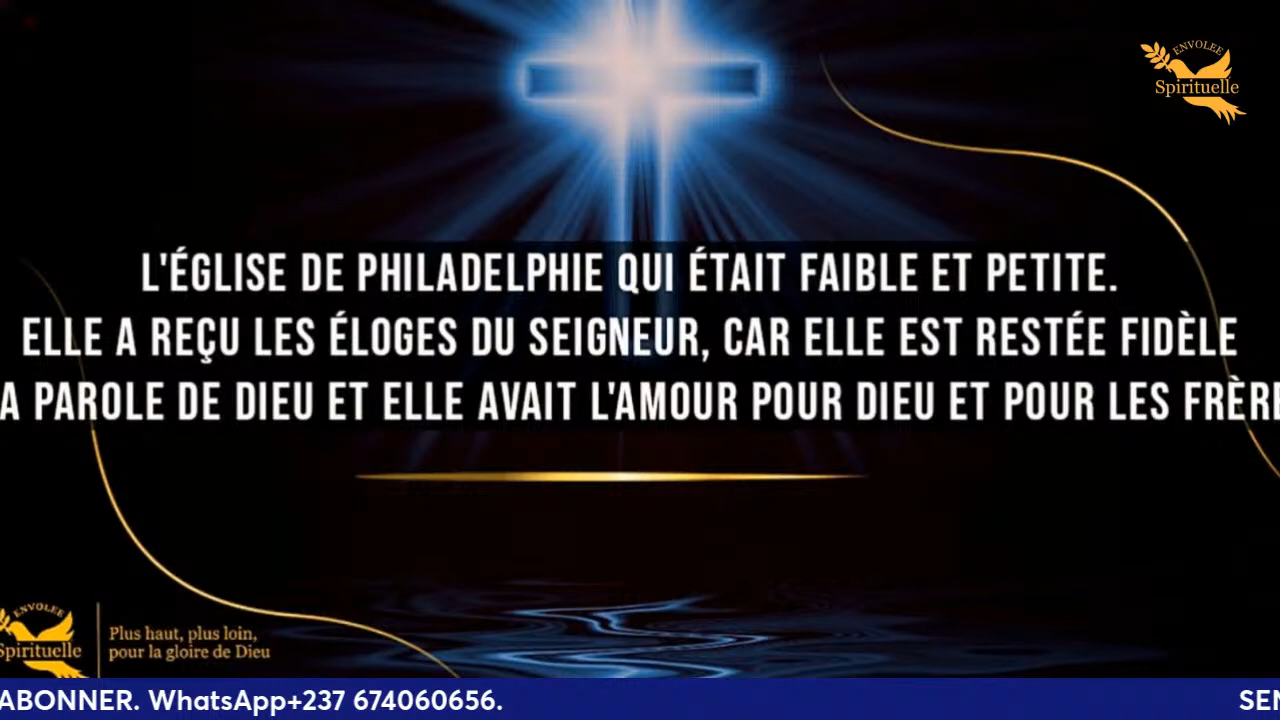 ENVOLEE
Spirituelle
L'ÉGLISE DE PHILADELPHIE QUI ÉTAIT FAIBLE ET PETITE.
ELLE A REÇU LES ÉLOGES DU SEIGNEUR, CAR ELLE EST RESTÉE FIDÈLE
A PAROLE DE DIEU ET ELLE AVAIT L'AMOUR POUR DIEU ET POUR LES FRÈRE
ENVOLEE
Spirituelle
Plus haut, plus loin,
pour la gloire de Dieu
ABONNER. WhatsApp+237 674060656. SEN